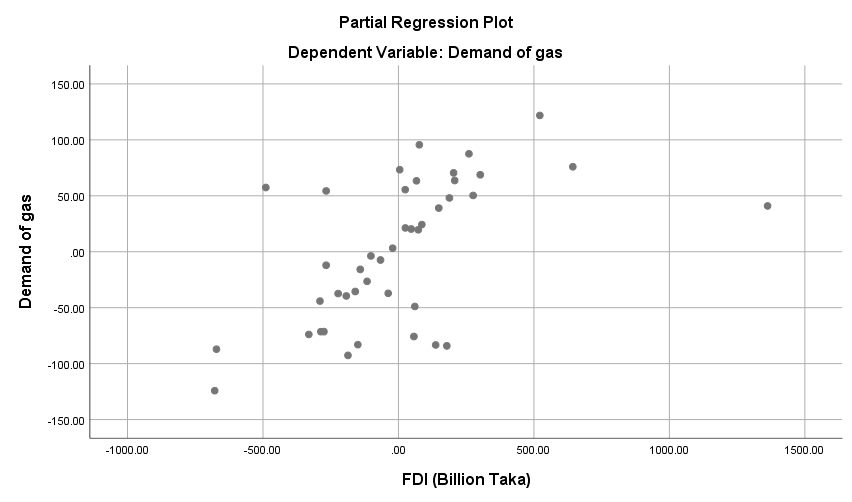 Partial Regression Plot
Dependent Variable: Demand of gas
150.00
100.00
50.00
.00
-50.00
-100.00
-150.00
Demand of gas
-1000.00 -500.00 .00 500.00 1000.00 1500.00
FDI (Billion Taka)